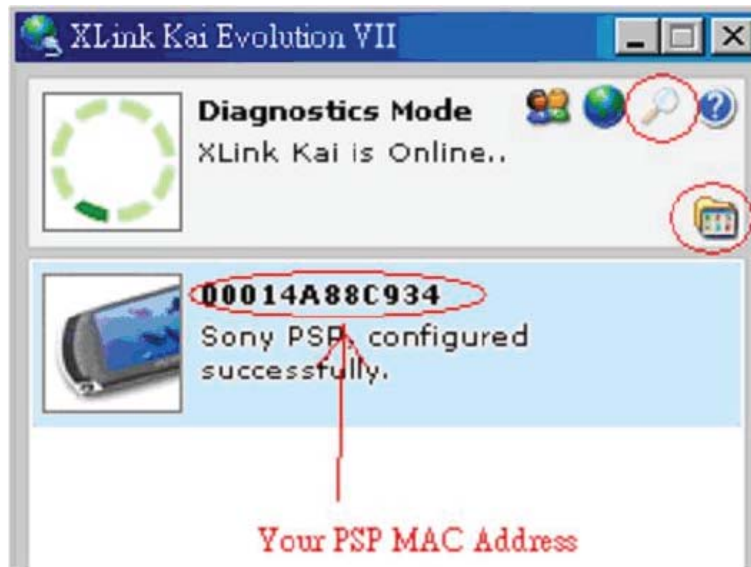 XLink Kai Evolution VII
Diagnostics Mode
XLink Kai is Online..
00014A88C934
Sony PSP, configured
successfully.
Your PSP MAC Address